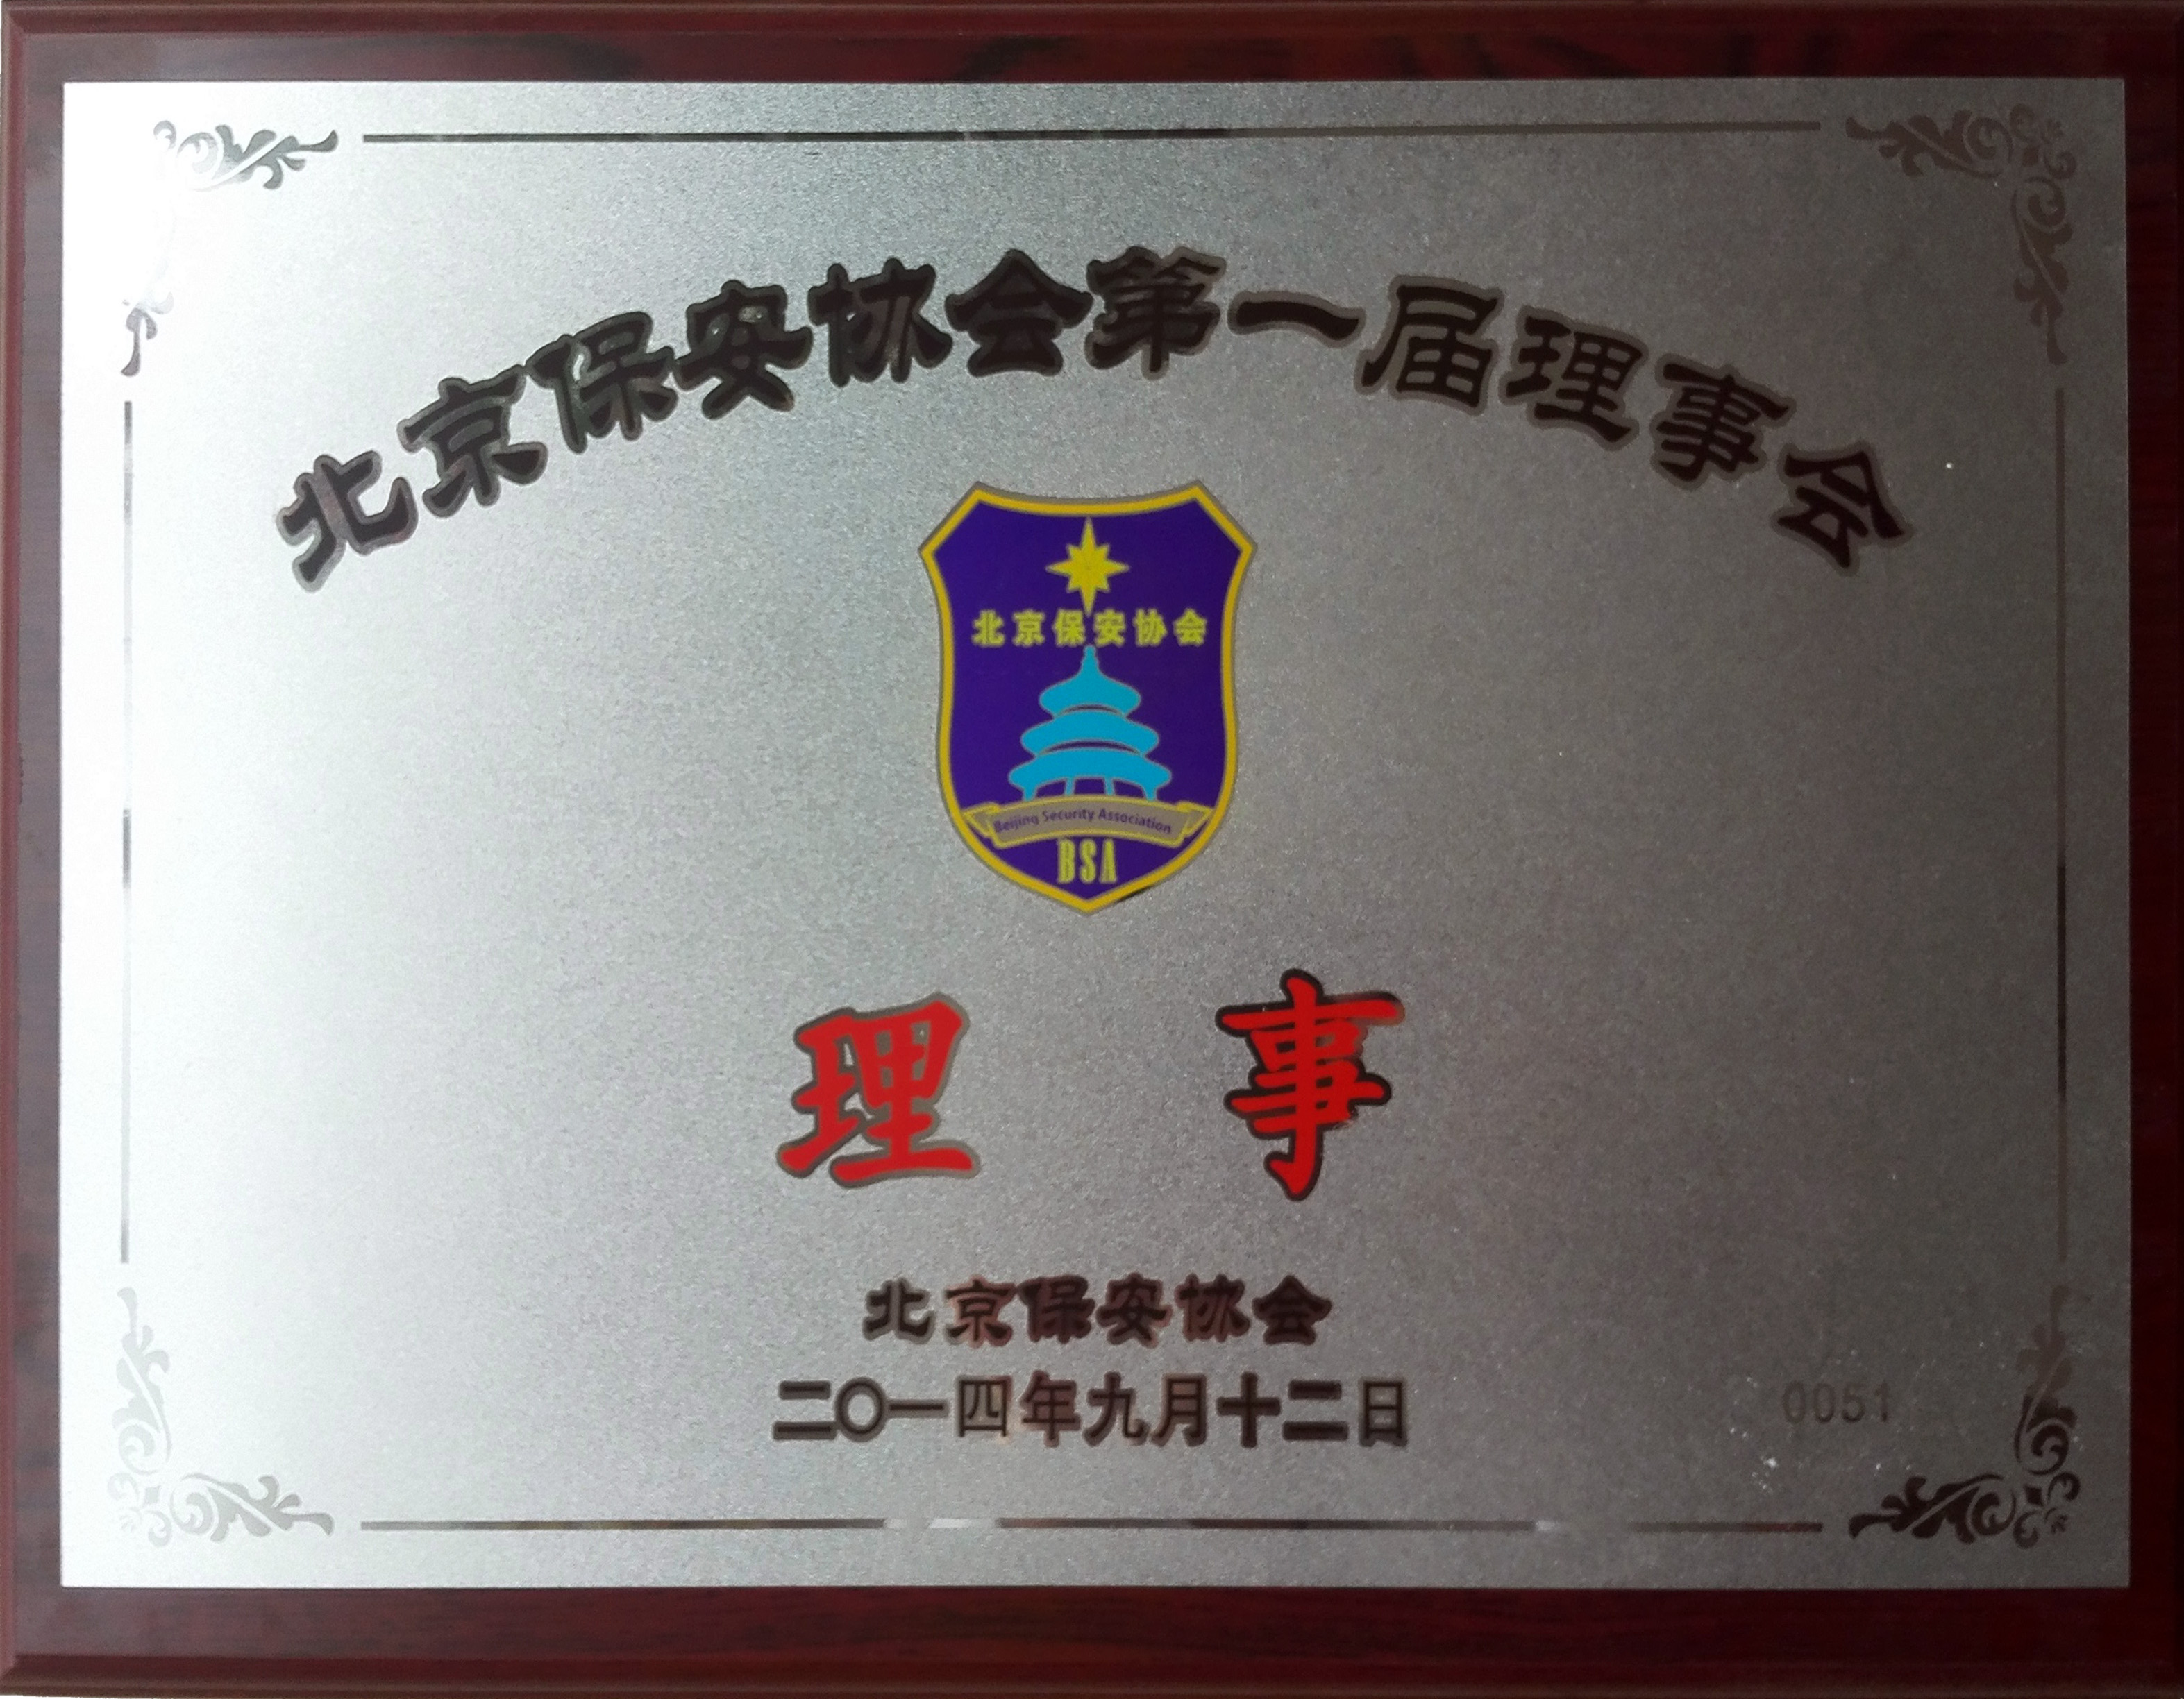 北京保安协会第一届理事会
北京保安协会
Beijing Security Association
BSA
理 事
北京保安协会
二〇一四年九月十二日
0051